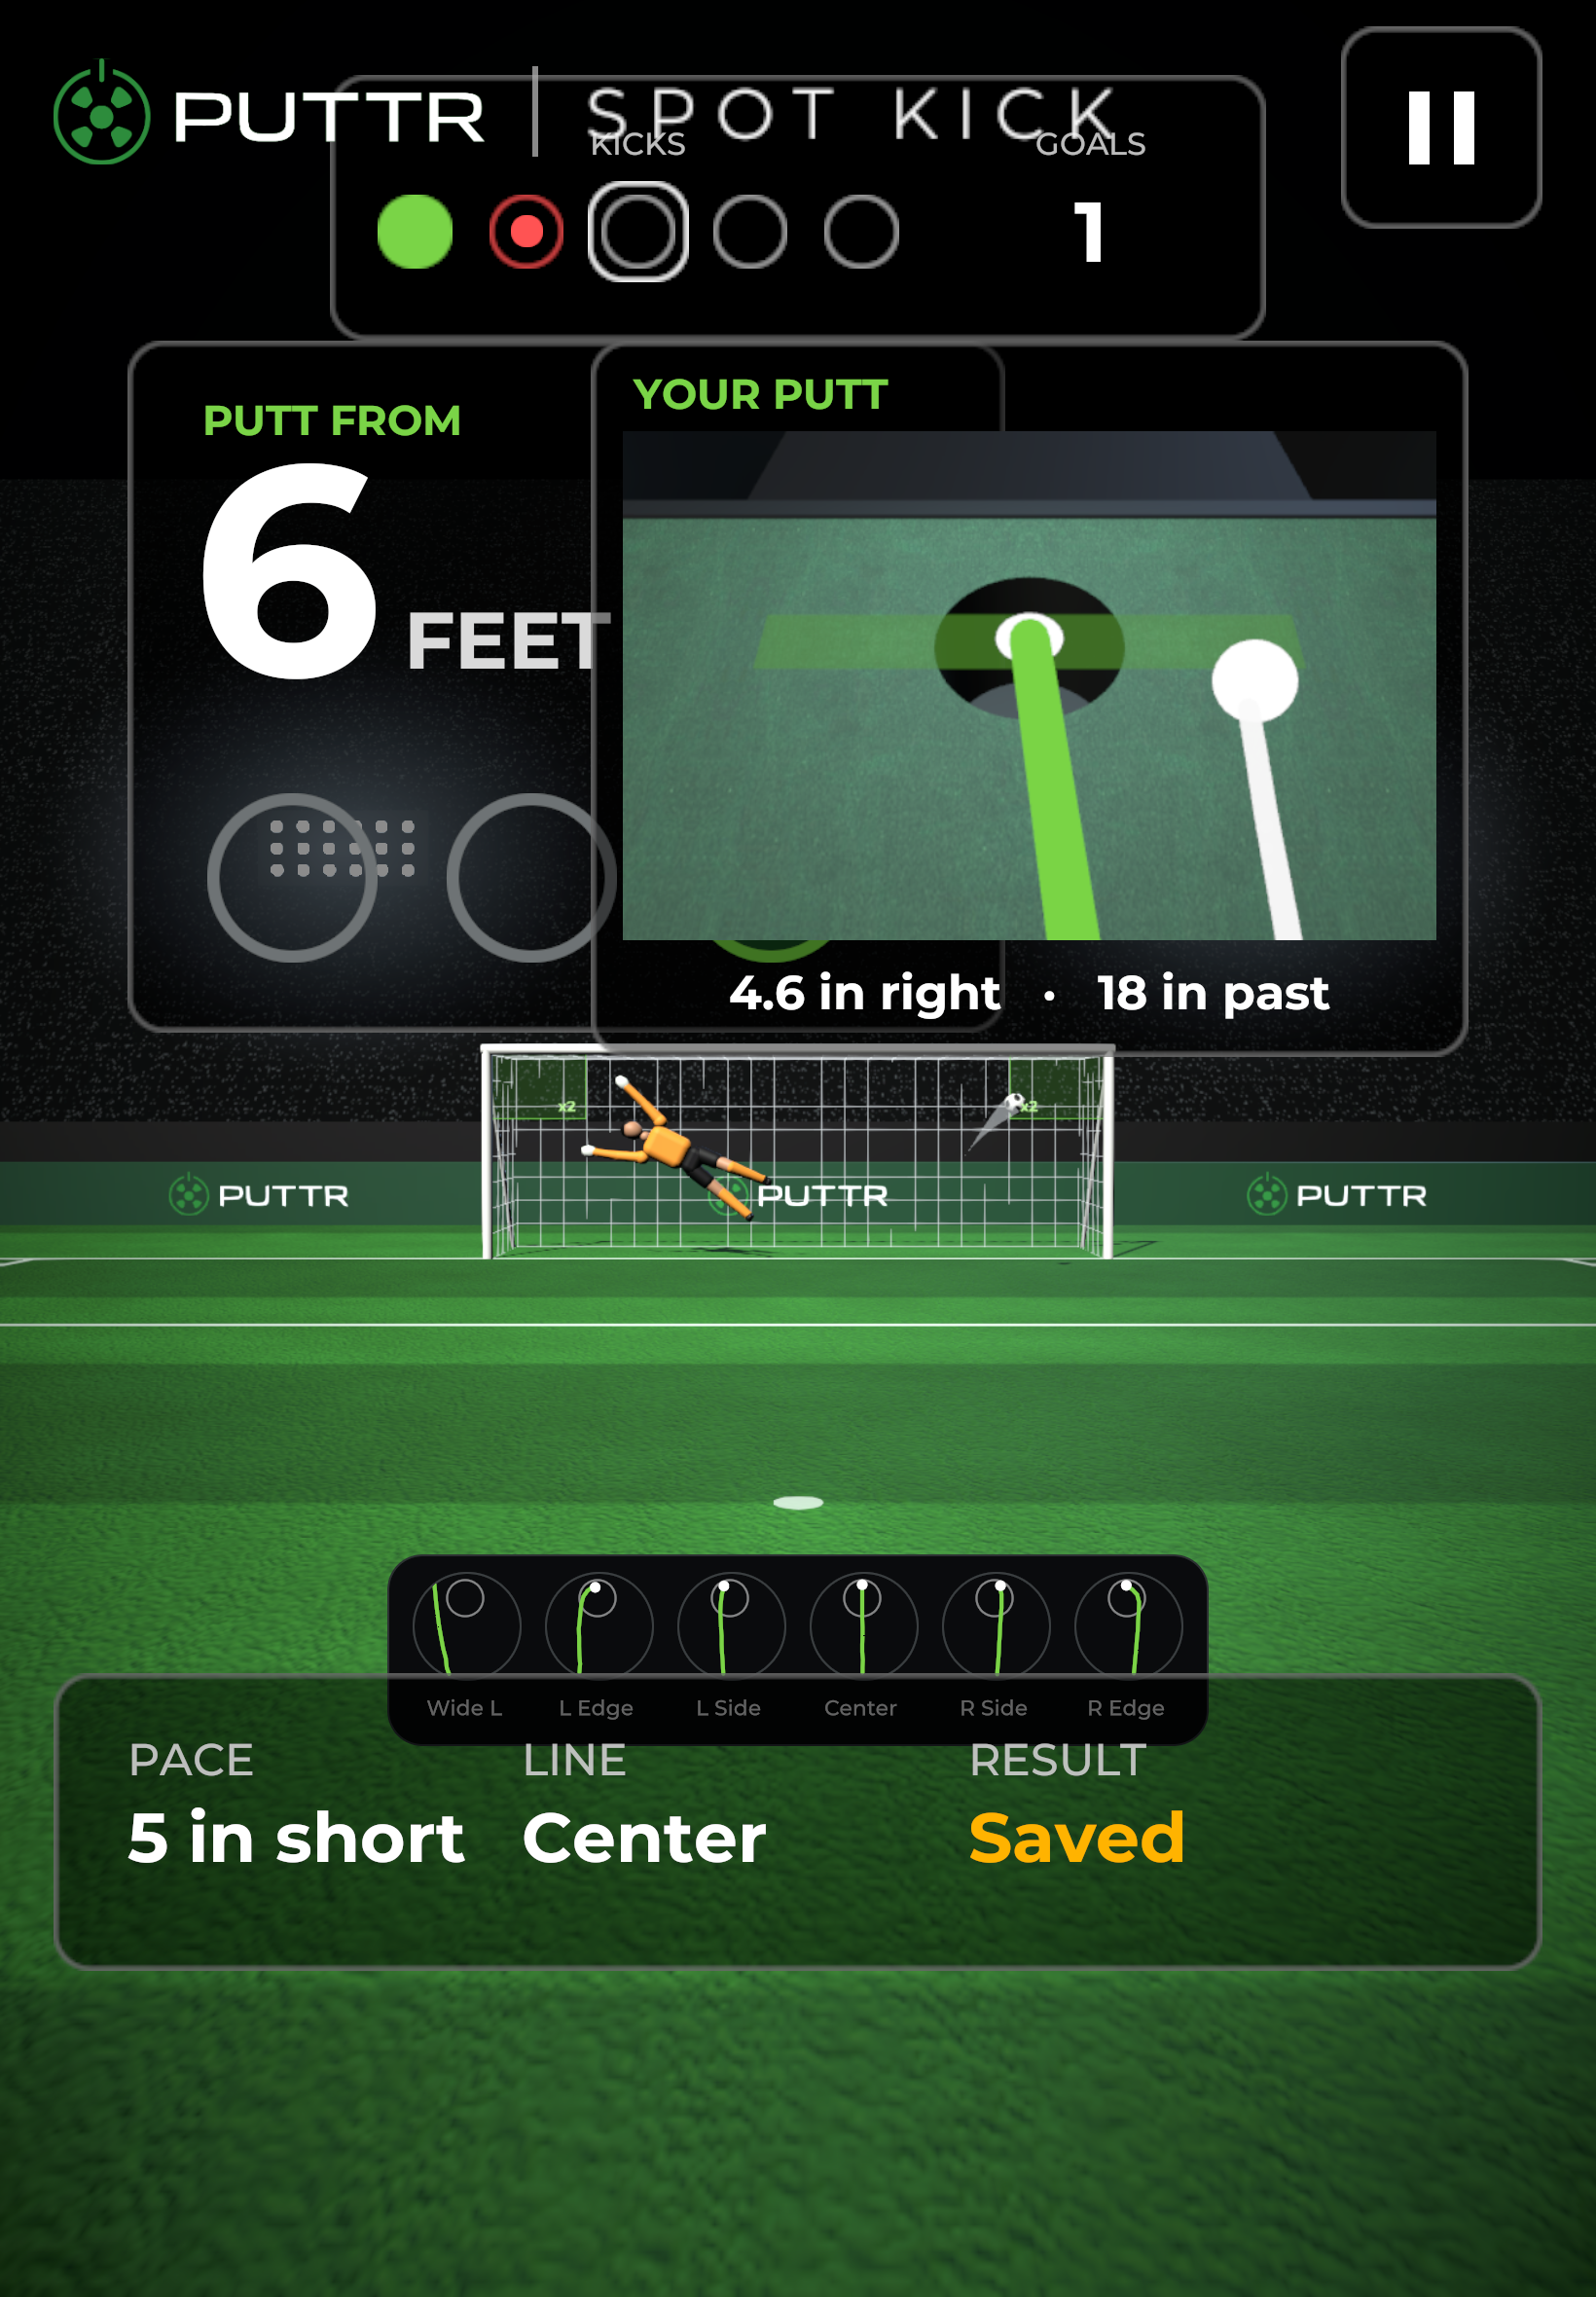 PUTTR | SPOT KICK
KICKS GOALS
1
PUTT FROM
6 FEET
YOUR PUTT
4.6 in right · 18 in past
x2 x2
PUTTR PUTTR PUTTR
Wide L L Edge L Side Center R Side R Edge
PACE LINE RESULT
5 in short Center Saved